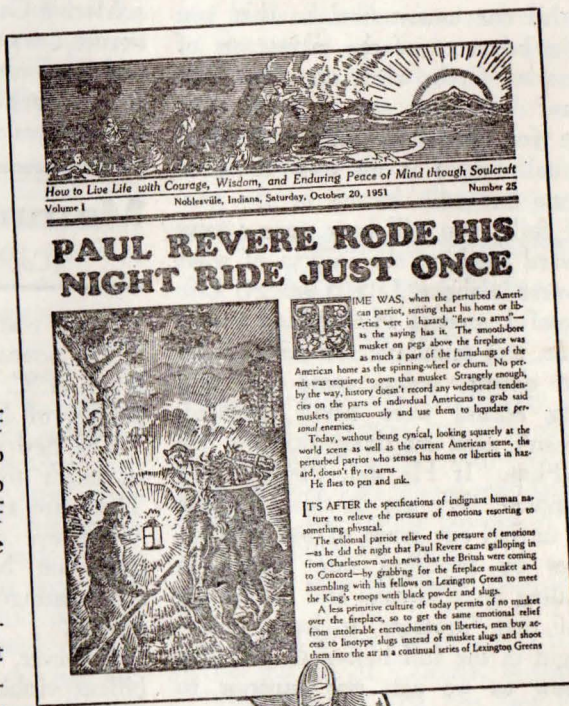 How to Live Life with Courage, Wisdom, and Enduring Peace of Mind through Soulcraft
Volume I Noblesville, Indiana, Saturday, October 20, 1951 Number 25
PAUL REVERE RODE HIS
NIGHT RIDE JUST ONCE
TIME WAS, when the perturbed Ameri-
can patriot, sensing that his home or lib-
erties were in hazard, "flew to arms"—
as the saying has it. The smooth-bore
musket on pegs above the fireplace was
as much a part of the furnishings of the
American home as the spinning-wheel or churn. No per-
mit was required to own that musket. Strangely enough,
by the way, history doesn't record any widespread tenden-
cies on the parts of individual Americans to grab said
muskets promiscuously and use them to liquidate per-
sonal enemies.
Today, without being cynical, looking squarely at the
world scene as well as the current American scene, the
perturbed patriot who senses his home or liberties in haz-
ard, doesn't fly to arms.
He flies to pen and ink.
IT'S AFTER the specifications of indignant human na-
ture to relieve the pressure of emotions resorting to
something physical.
The colonial patriot relieved the pressure of emotions
—as he did the night that Paul Revere came galloping in
from Charlestown with news that the British were coming
to Concord—by grabbing for the fireplace musket and
assembling with his fellows on Lexington Green to meet
the King's troops with black powder and slugs.
A less primitive culture of today permits of no musket
over the fireplace, so to get the same emotional relief
from intolerable encroachments on liberties, men buy ac-
cess to linotype slugs instead of musket slugs and shoot
them into the air in a continual series of Lexington Greens